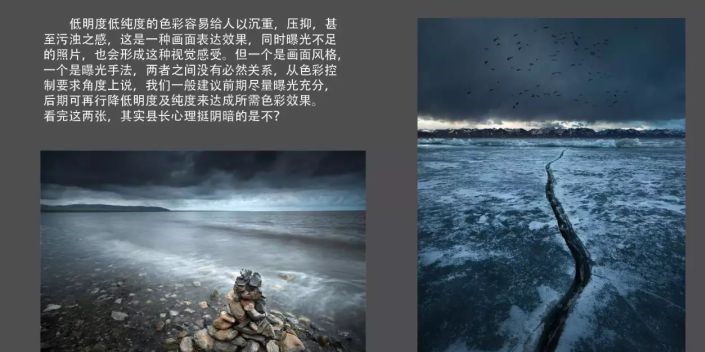 低明度低纯度的色彩容易给人以沉重，压抑，甚
至污浊之感，这是一种画面表达效果，同时曝光不足
的照片，也会形成这种视觉感受。但一个是画面风格，
一个是曝光手法，两者之间没有必然关系，从色彩控
制要求角度上说，我们一般建议前期尽量曝光充分，
后期可再行降低明度及纯度来达成所需色彩效果。
看完这两张，其实县长心理挺阴暗的是不？